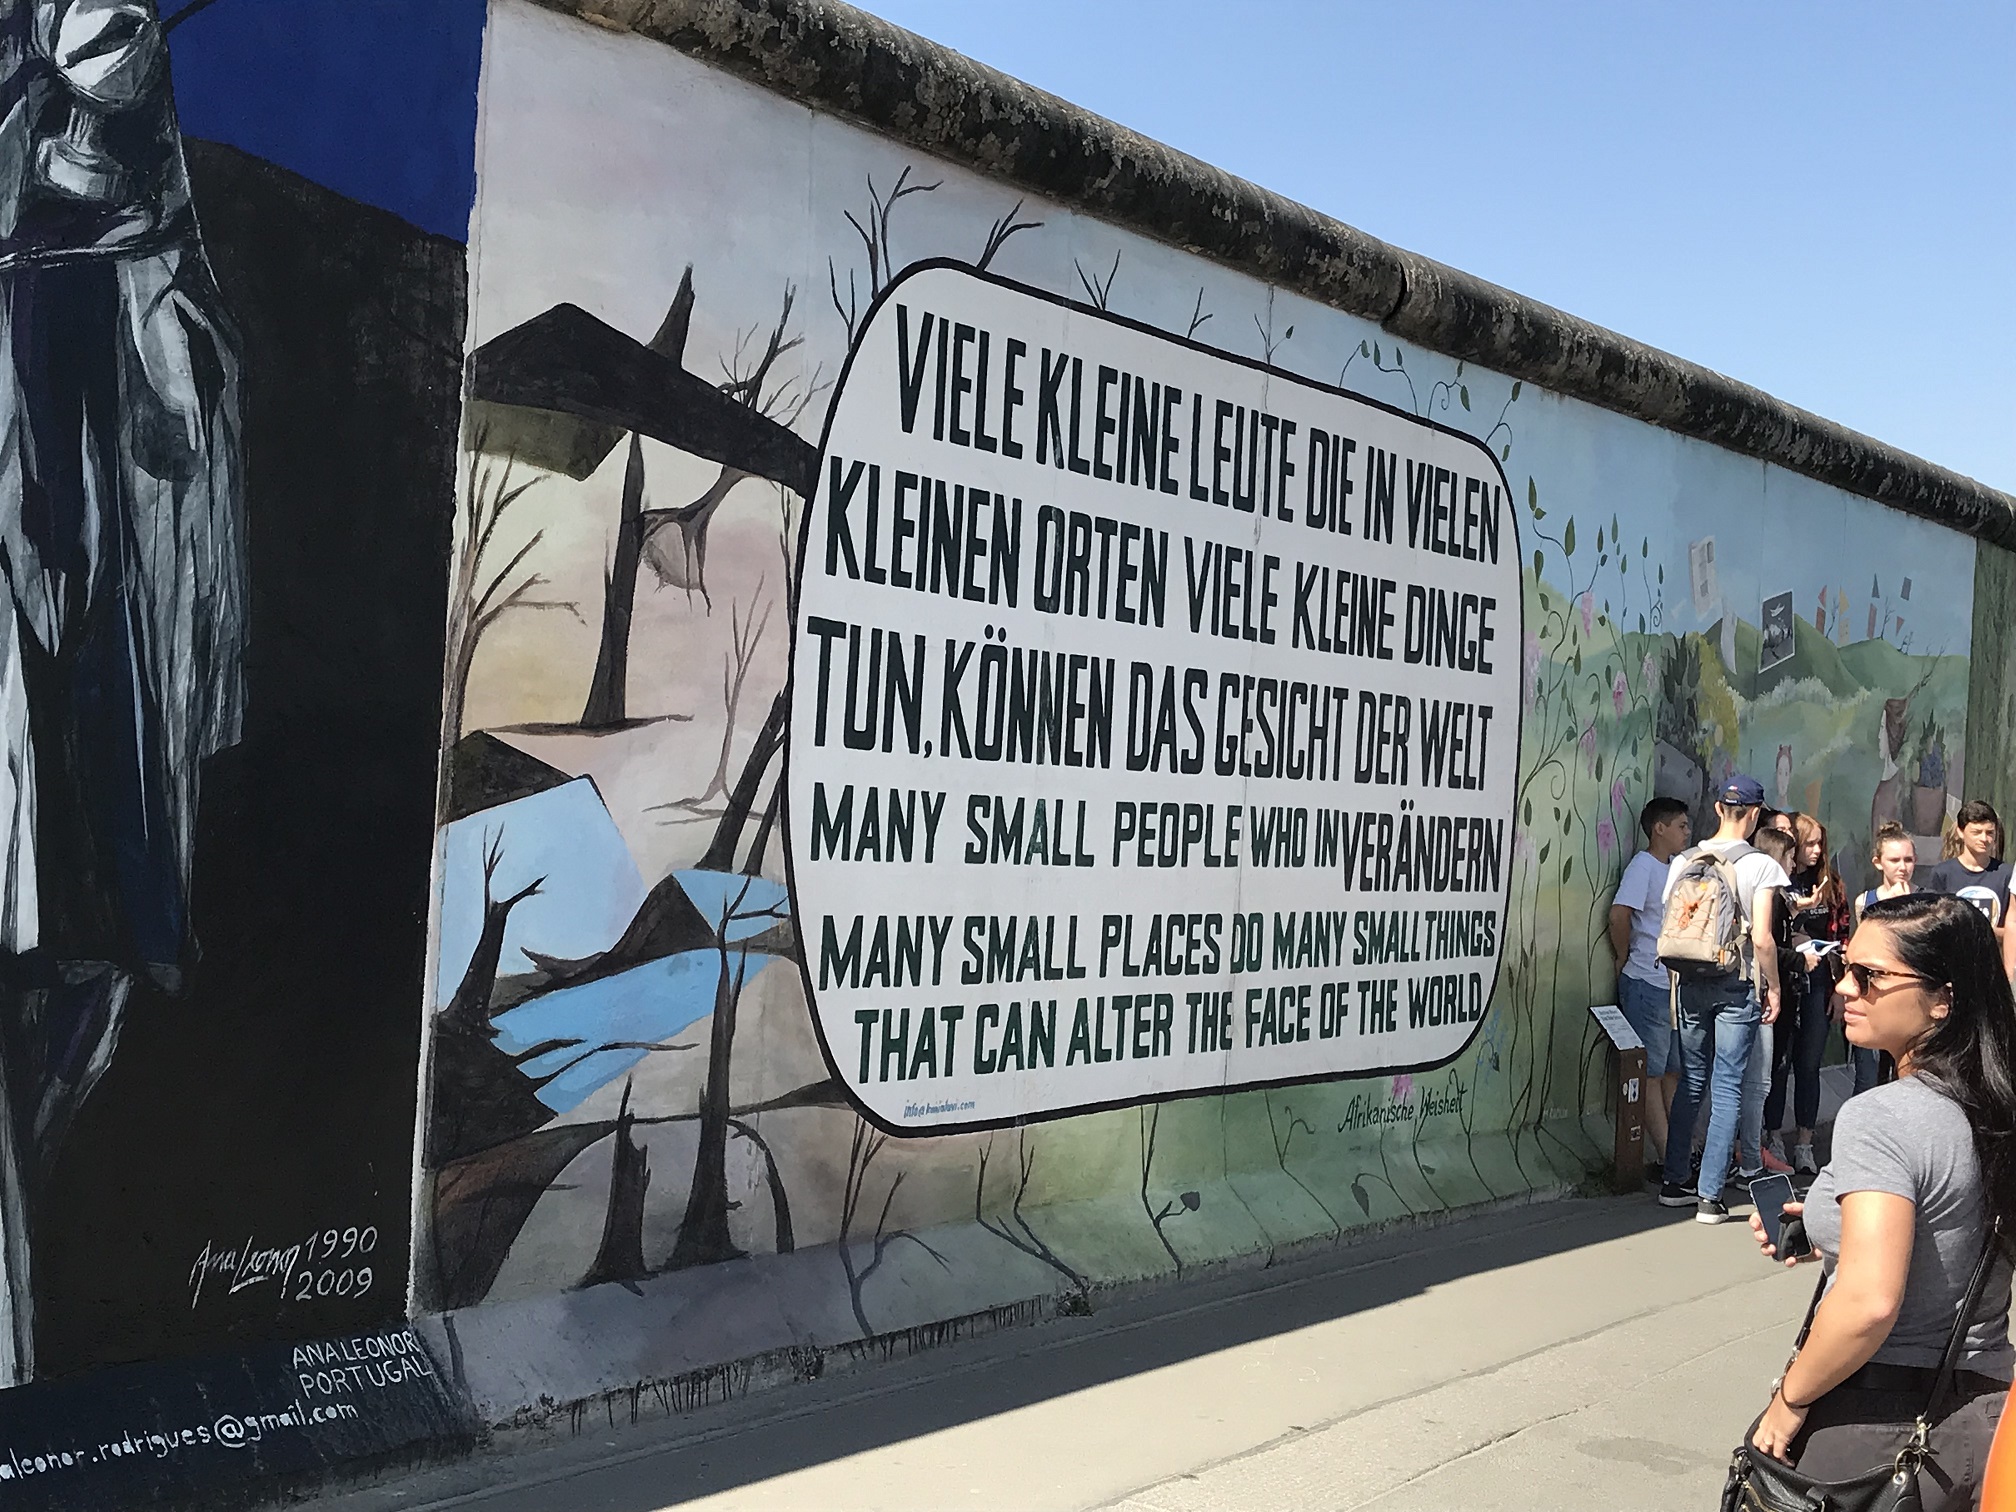 VIELE KLEINE LEUTE DIE IN VIELEN
KLEINEN ORTEN VIELE KLEINE DINGE
TUN, KÖNNEN DAS GESICHT DER WELT
VERÄNDERN
MANY SMALL PEOPLE WHO IN
MANY SMALL PLACES DO MANY SMALL THINGS
THAT CAN ALTER THE FACE OF THE WORLD
Afrikanische Weisheit
Ana Leonor 1990
2009
ANA LEONOR
PORTUGAL
aleonor.rodrigues@gmail.com